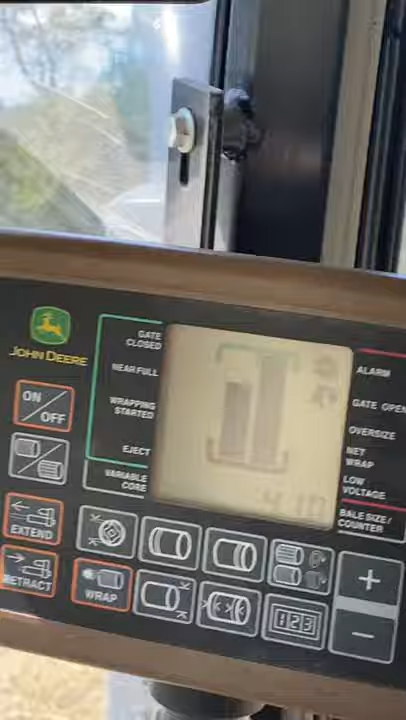 JOHN DEERE
ON
OFF
EXTEND
RETRACT
GATE
CLOSED
NEAR FULL
WRAPPING
STARTED
EJECT
VARIABLE
CORE
WRAP
123
ALARM
GATE OPEN
OVERSIZE
NET
WRAP
LOW
VOLTAGE
BALE SIZE/
COUNTER
+
−